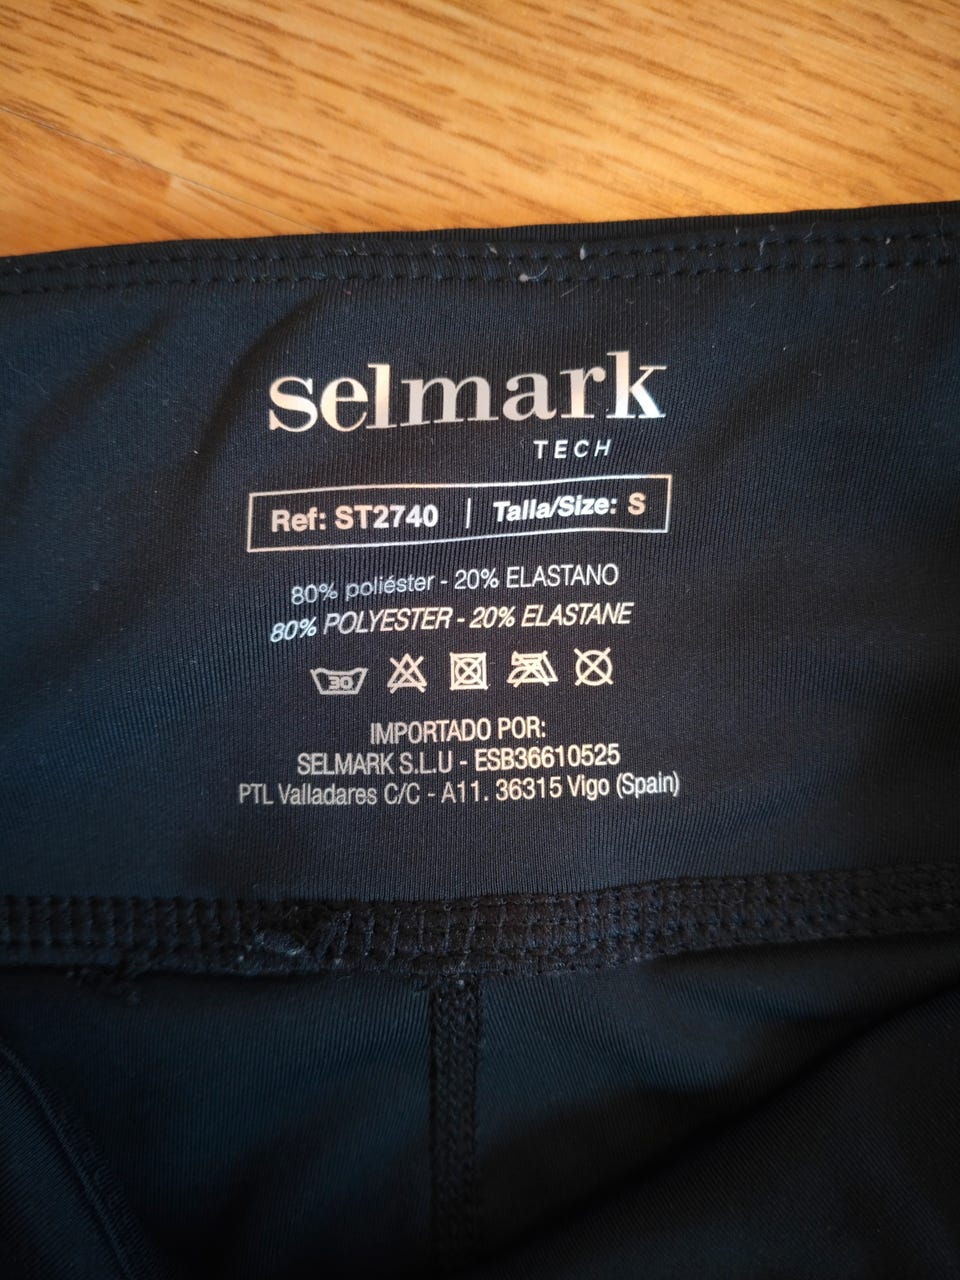 selmark
TECH
Ref: ST2740 | Talla/Size: S
80% poliéster - 20% ELASTANO
80% POLYESTER - 20% ELASTANE
30
IMPORTADO POR:
SELMARK S.L.U - ESB36610525
PTL Valladares C/C - A11. 36315 Vigo (Spain)